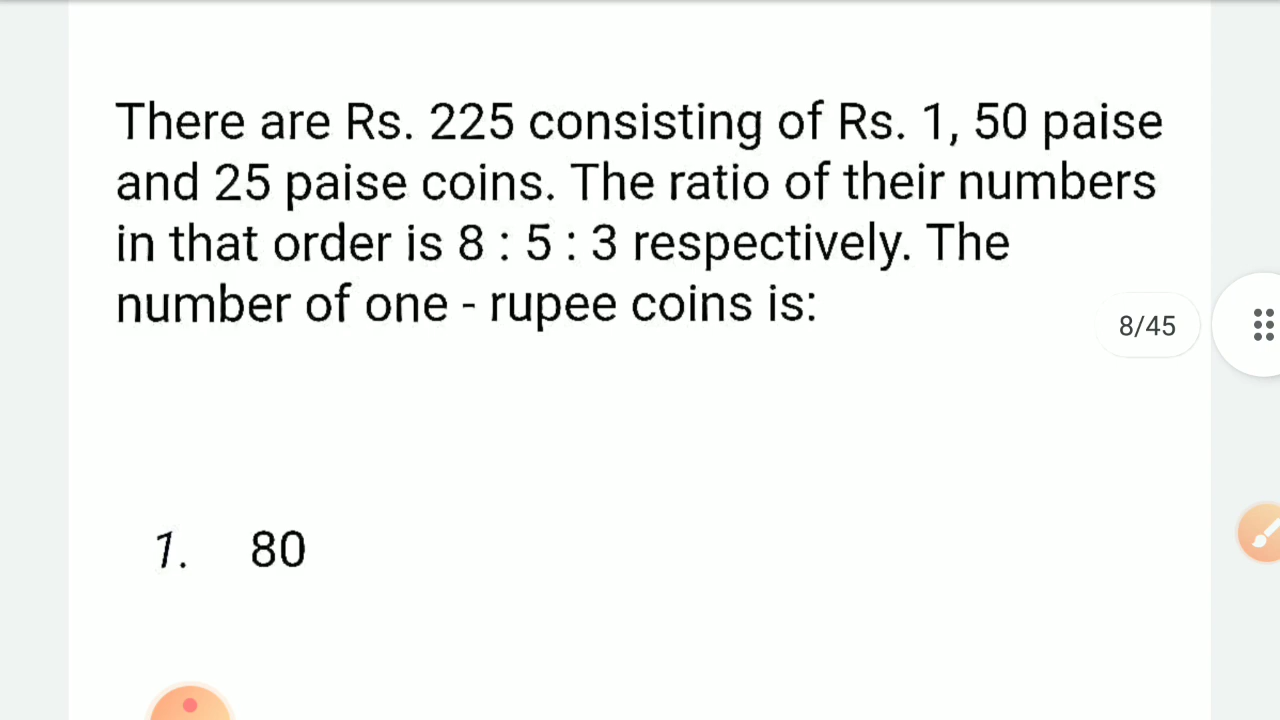 There are Rs. 225 consisting of Rs. 1, 50 paise
and 25 paise coins. The ratio of their numbers
in that order is 8 : 5 : 3 respectively. The
number of one - rupee coins is:
8/45
1. 80